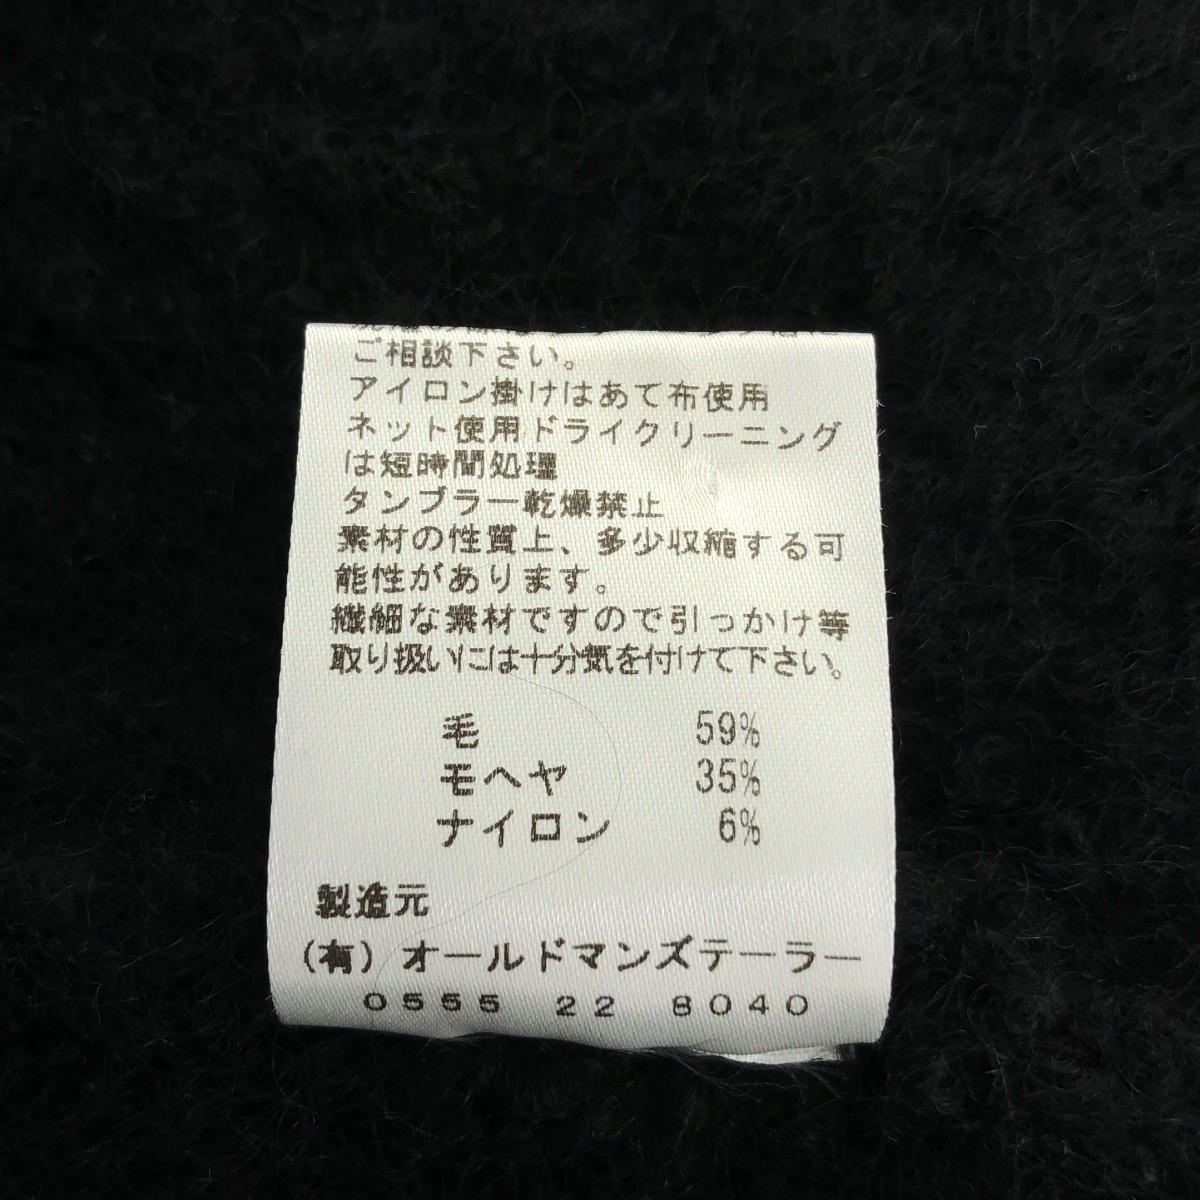 ご相談下さい。
アイロン掛けはあて布使用
ネット使用ドライクリーニング
は短時間処理
タンブラー乾燥禁止
素材の性質上、多少収縮する可
能性があります。
繊細な素材ですので引っかけ等
取り扱いには十分気を付けて下さい。
毛 59%
モヘヤ 35%
ナイロン 6%
製造元
(有) オールドマンズテーラー
0555 22 8040